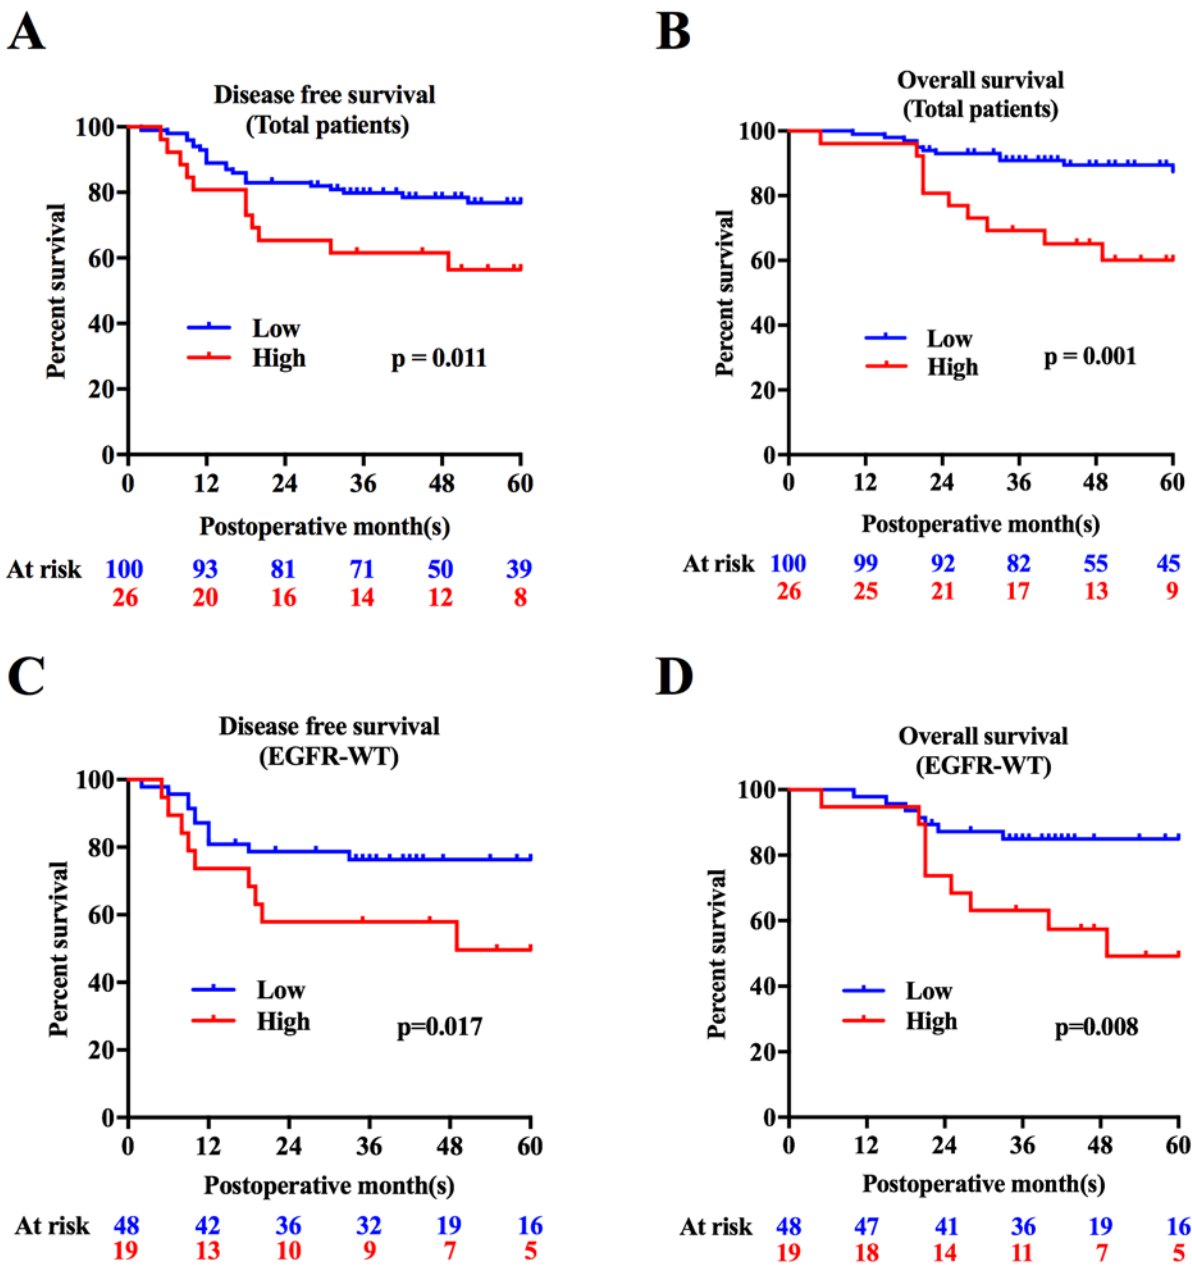 A
Disease free survival
(Total patients)
Percent survival
100
80
60
40
20
0
Low
High
p = 0.011
0 12 24 36 48 60
Postoperative month(s)
At risk 100 93 81 71 50 39
26 20 16 14 12 8
B
Overall survival
(Total patients)
Percent survival
100
80
60
40
20
0
Low
High
p = 0.001
0 12 24 36 48 60
Postoperative month(s)
At risk 100 99 92 82 55 45
26 25 21 17 13 9
C
Disease free survival
(EGFR-WT)
Percent survival
100
80
60
40
20
0
Low
High
p=0.017
0 12 24 36 48 60
Postoperative month(s)
At risk 48 42 36 32 19 16
19 13 10 9 7 5
D
Overall survival
(EGFR-WT)
Percent survival
100
80
60
40
20
0
Low
High
p=0.008
0 12 24 36 48 60
Postoperative month(s)
At risk 48 47 41 36 19 16
19 18 14 11 7 5